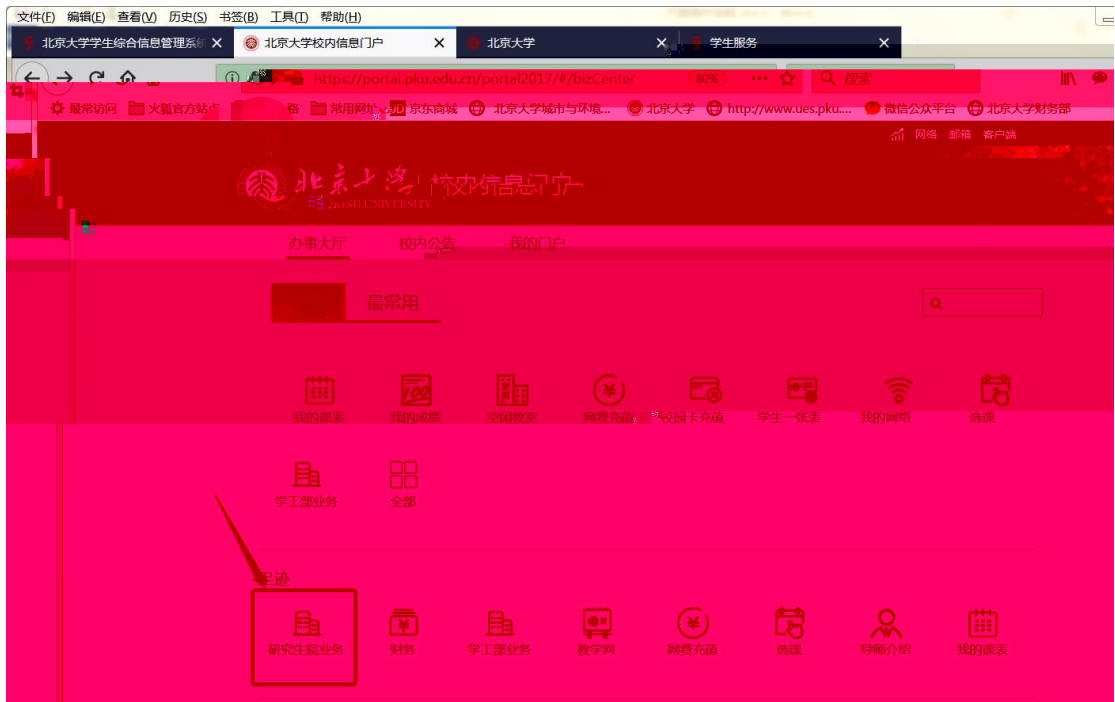 文件(F) 编辑(E) 查看(V) 历史(S) 书签(B) 工具(T) 帮助(H)
北京大学学生综合信息管理系统 北京大学校内信息门户 北京大学 学生服务
https://portal.pku.edu.cn/portal2017/#/bizCenter 80% 搜索
最常访问 火狐官方站点 常用网址 JD 京东商城 北京大学城市与环境... 北京大学 http://www.ues.pku.... 微信公众平台 北京大学财务部
网络 邮箱 客户端
北京大学 校内信息门户
PEKING UNIVERSITY
办事大厅 校内公告 我的门户
最常用
我的课表 我的成绩 空闲教室 网费充值 校园卡充值 学生一张表 我的网络 选课
学工部业务 全部
足迹
研究生院业务 财务 学工部业务 教学网 网费充值 选课 导师介绍 我的课表